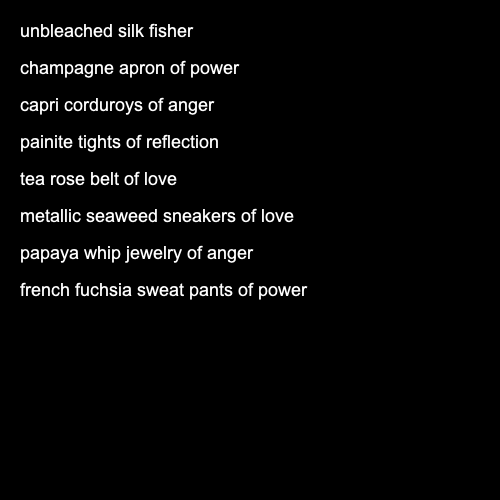 unbleached silk fisher
champagne apron of power
capri corduroys of anger
painite tights of reflection
tea rose belt of love
metallic seaweed sneakers of love
papaya whip jewelry of anger
french fuchsia sweat pants of power